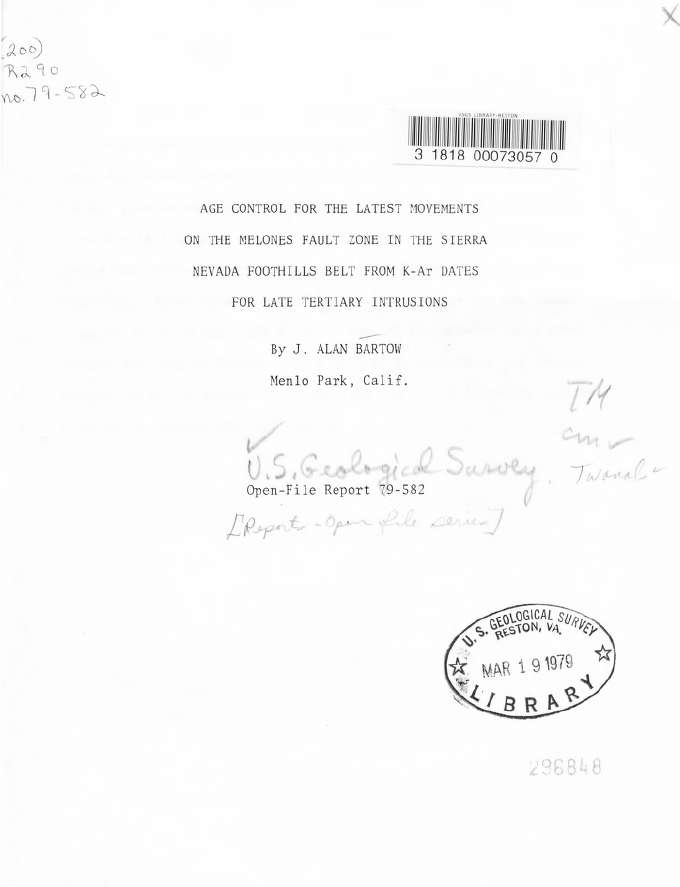 X
(200)
R290
no. 79-582
USGS LIBRARY-RESTON
3 1818 00073057 0
AGE CONTROL FOR THE LATEST MOVEMENTS
ON THE MELONES FAULT ZONE IN THE SIERRA
NEVADA FOOTHILLS BELT FROM K-Ar DATES
FOR LATE TERTIARY INTRUSIONS
By J. ALAN BARTOW
Menlo Park, Calif.
TM
cm
U.S. Geological Survey.
Open-File Report 79-582
[Reports - Open file series]
U. S. GEOLOGICAL SURVEY
RESTON, VA.
MAR 19 1979
LIBRARY
296848